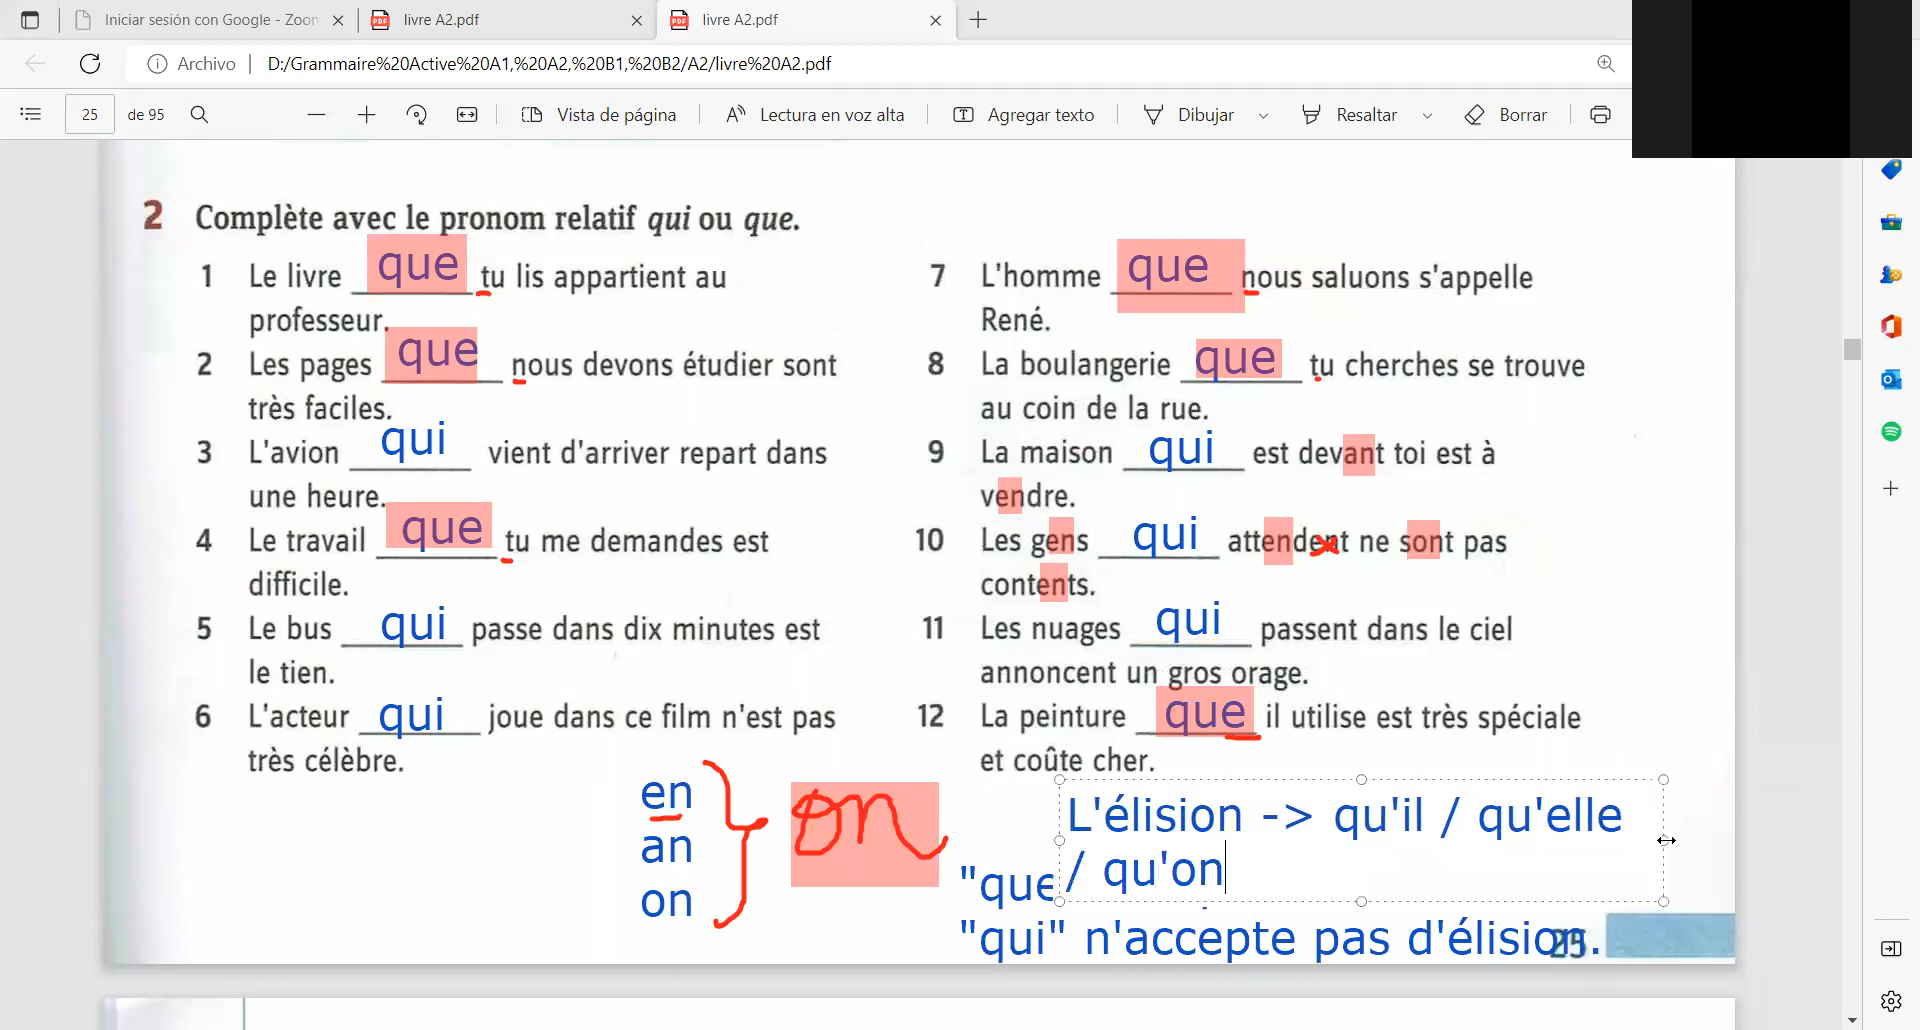 Iniciar sesión con Google - Zoom
livre A2.pdf
livre A2.pdf
Archivo
D:/Grammaire%20Active%20A1,%20A2,%20B1,%20B2/A2/livre%20A2.pdf
25 de 95
Vista de página
Lectura en voz alta
Agregar texto
Dibujar
Resaltar
Borrar
2 Complète avec le pronom relatif qui ou que.
1 Le livre que tu lis appartient au
professeur.
2 Les pages que nous devons étudier sont
très faciles.
3 L'avion qui vient d'arriver repart dans
une heure.
4 Le travail que tu me demandes est
difficile.
5 Le bus qui passe dans dix minutes est
le tien.
6 L'acteur qui joue dans ce film n'est pas
très célèbre.
7 L'homme que nous saluons s'appelle
René.
8 La boulangerie que tu cherches se trouve
au coin de la rue.
9 La maison qui est devant toi est à
vendre.
10 Les gens qui attendent ne sont pas
contents.
11 Les nuages qui passent dans le ciel
annoncent un gros orage.
12 La peinture que il utilise est très spéciale
et coûte cher.
en
an
on
on
L'élision -> qu'il / qu'elle
/ qu'on
"que
"qui" n'accepte pas d'élision.
25